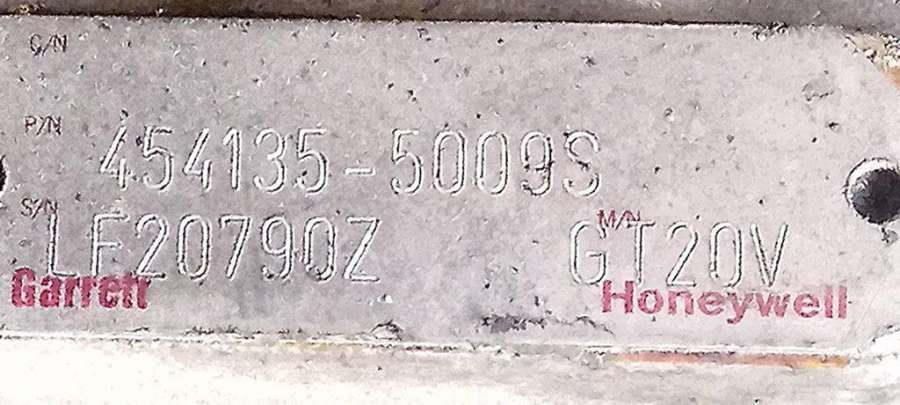 C/N
P/N 454135-5009S
S/N LF20790Z M/N GT20V
Garrett Honeywell